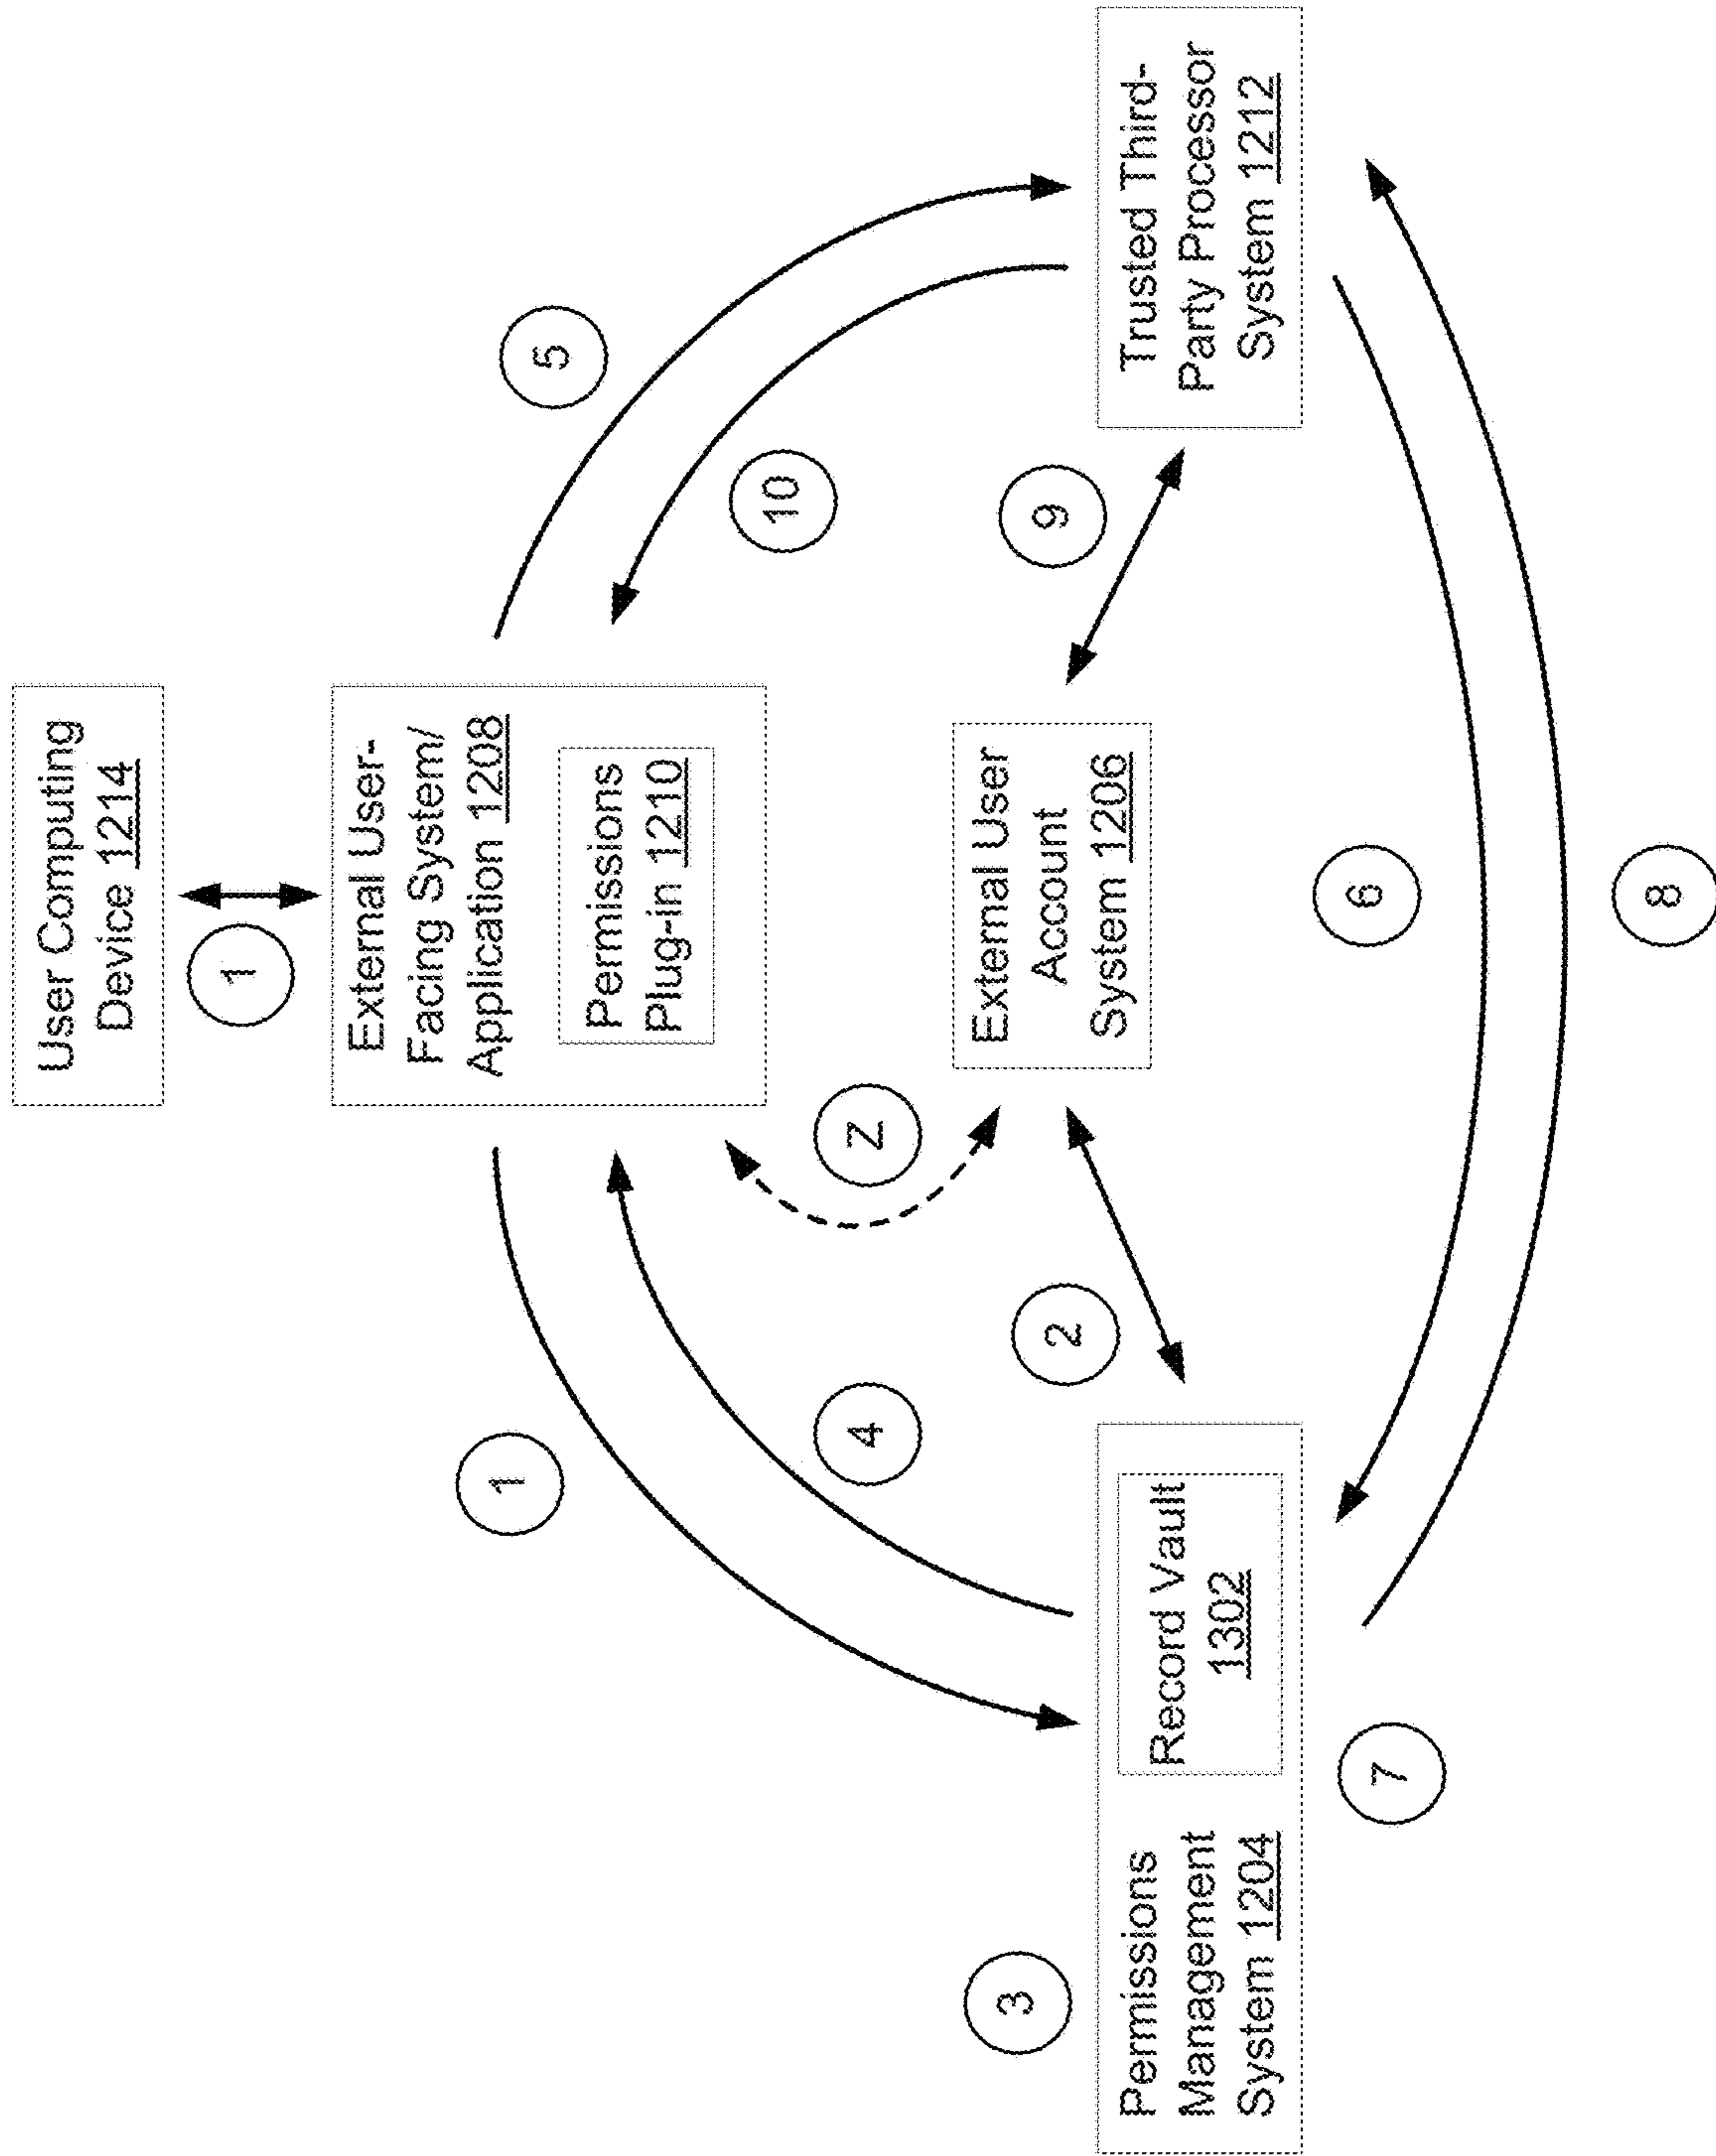 User Computing
Device 1214
1
External User-
Facing System/
Application 1208
Permissions
Plug-in 1210
1
5
4
Z
10
2
9
External User
Account
System 1206
3
Permissions
Management
System 1204
Record Vault
1302
Trusted Third-
Party Processor
System 1212
7
6
8